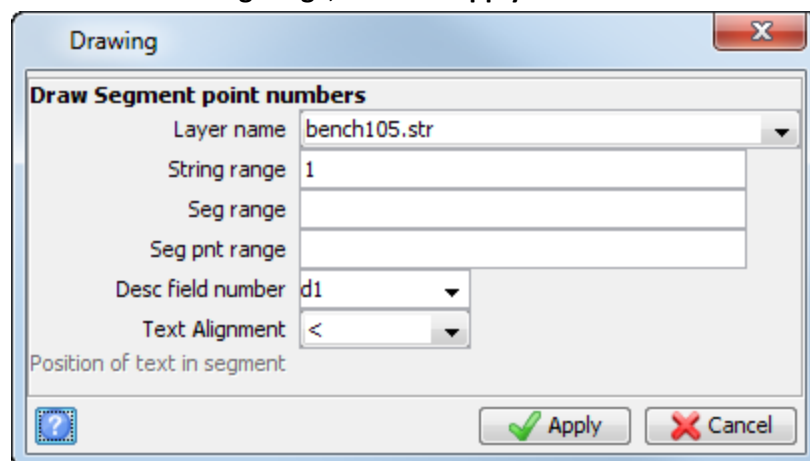 Drawing
Draw Segment point numbers
Layer name bench105.str
String range 1
Seg range
Seg pnt range
Desc field number d1
Text Alignment <
Position of text in segment
? Apply Cancel